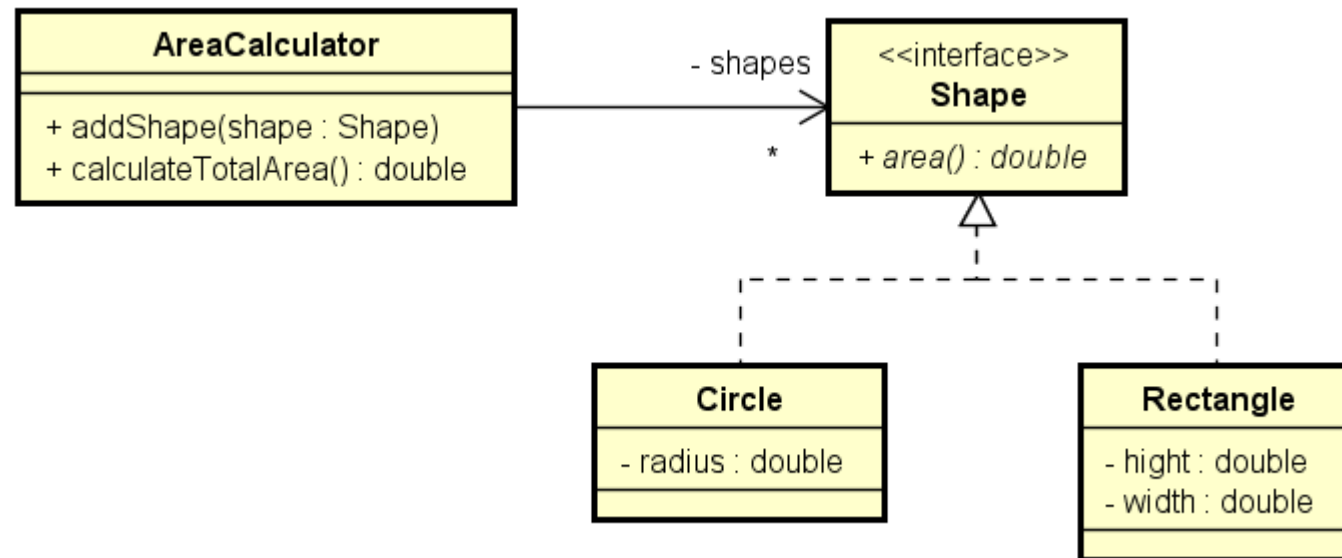 AreaCalculator
+ addShape(shape : Shape)
+ calculateTotalArea() : double
- shapes
*
<<interface>>
Shape
+ area() : double
Circle
- radius : double
Rectangle
- hight : double
- width : double